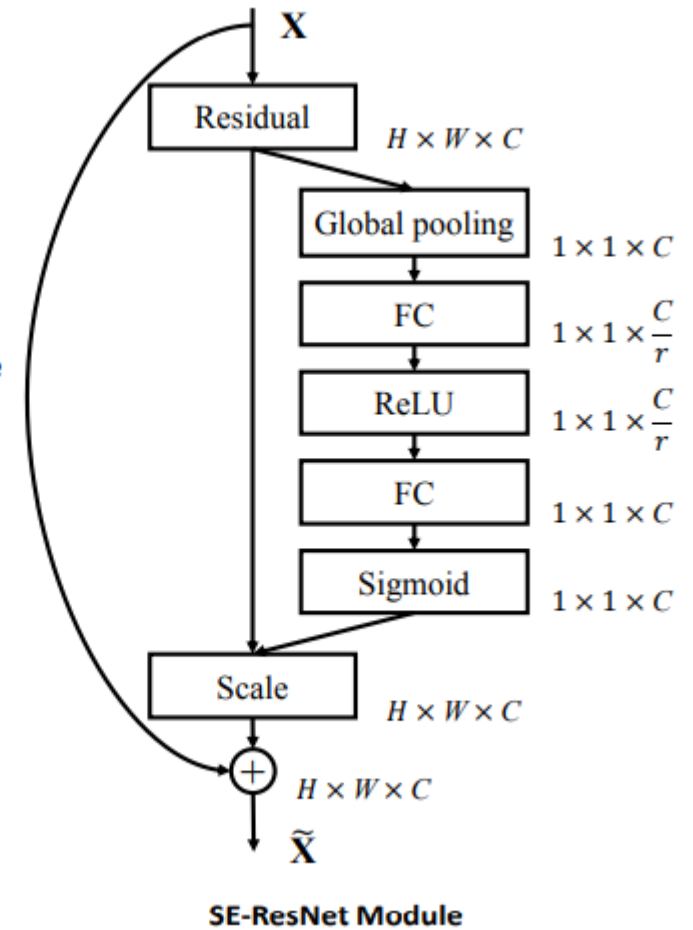 X
Residual
H × W × C
Global pooling
1 × 1 × C
FC
1 × 1 × C/r
ReLU
1 × 1 × C/r
FC
1 × 1 × C
Sigmoid
1 × 1 × C
Scale
H × W × C
+
H × W × C
X̃
SE-ResNet Module